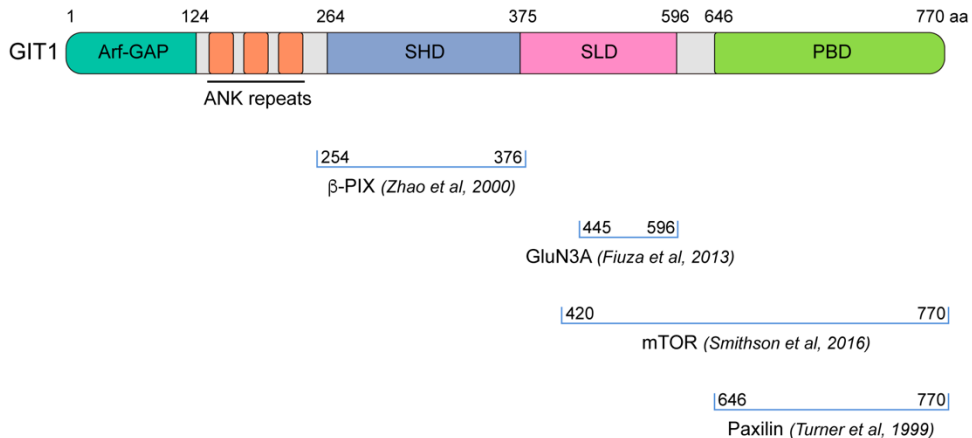 1 124 264 375 596 646 770 aa
GIT1 Arf-GAP SHD SLD PBD
ANK repeats
254 376
β-PIX (Zhao et al, 2000)
445 596
GluN3A (Fiuza et al, 2013)
420 770
mTOR (Smithson et al, 2016)
646 770
Paxilin (Turner et al, 1999)